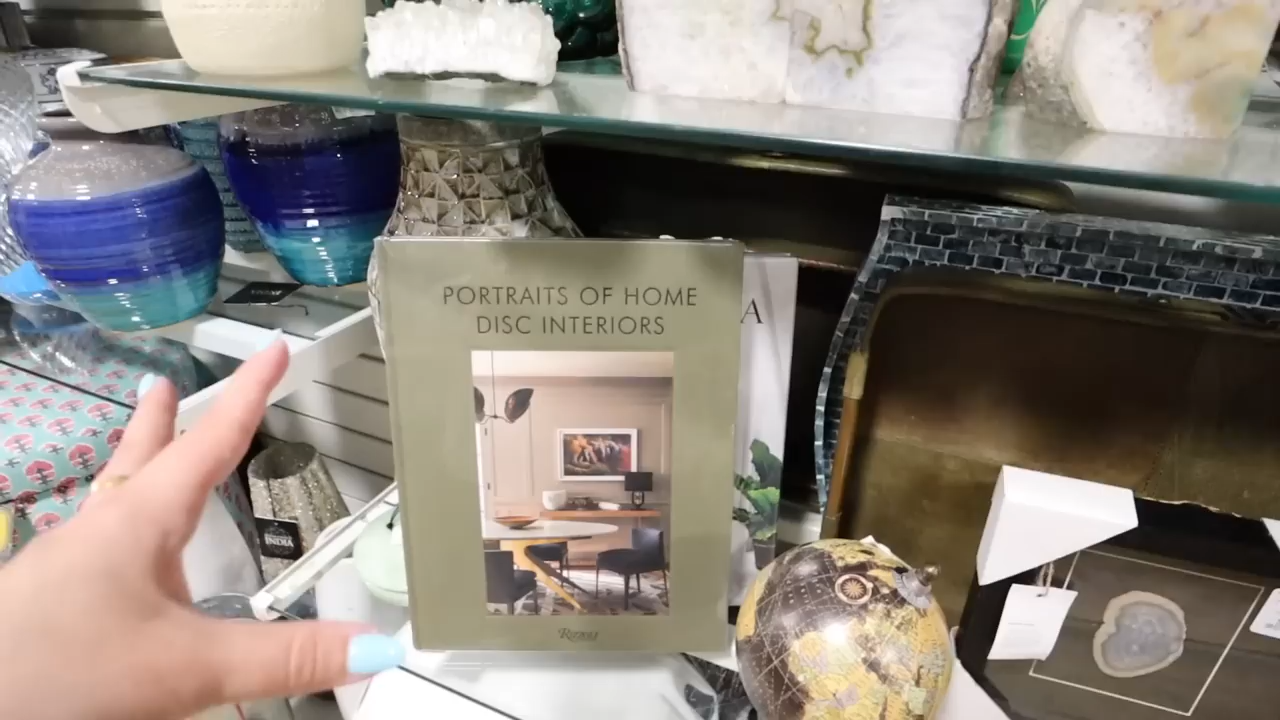 PORTRAITS OF HOME
DISC INTERIORS
A
Rizzoli
INDIA